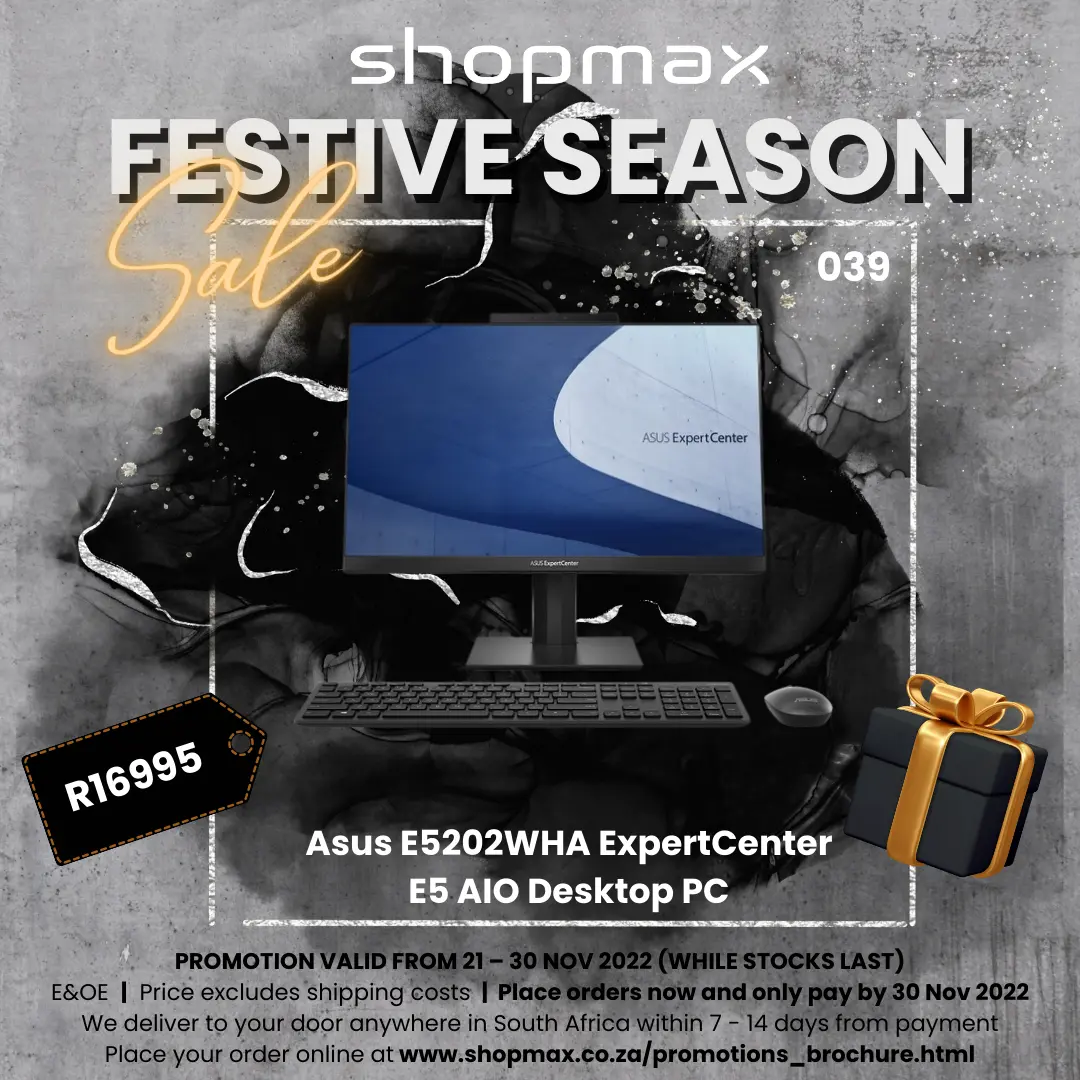 shopmax
FESTIVE SEASON
Sale
039
ASUS ExpertCenter
ASUS ExpertCenter
R16995
Asus E5202WHA ExpertCenter
E5 AIO Desktop PC
PROMOTION VALID FROM 21 – 30 NOV 2022 (WHILE STOCKS LAST)
E&OE | Price excludes shipping costs | Place orders now and only pay by 30 Nov 2022
We deliver to your door anywhere in South Africa within 7 - 14 days from payment
Place your order online at www.shopmax.co.za/promotions_brochure.html